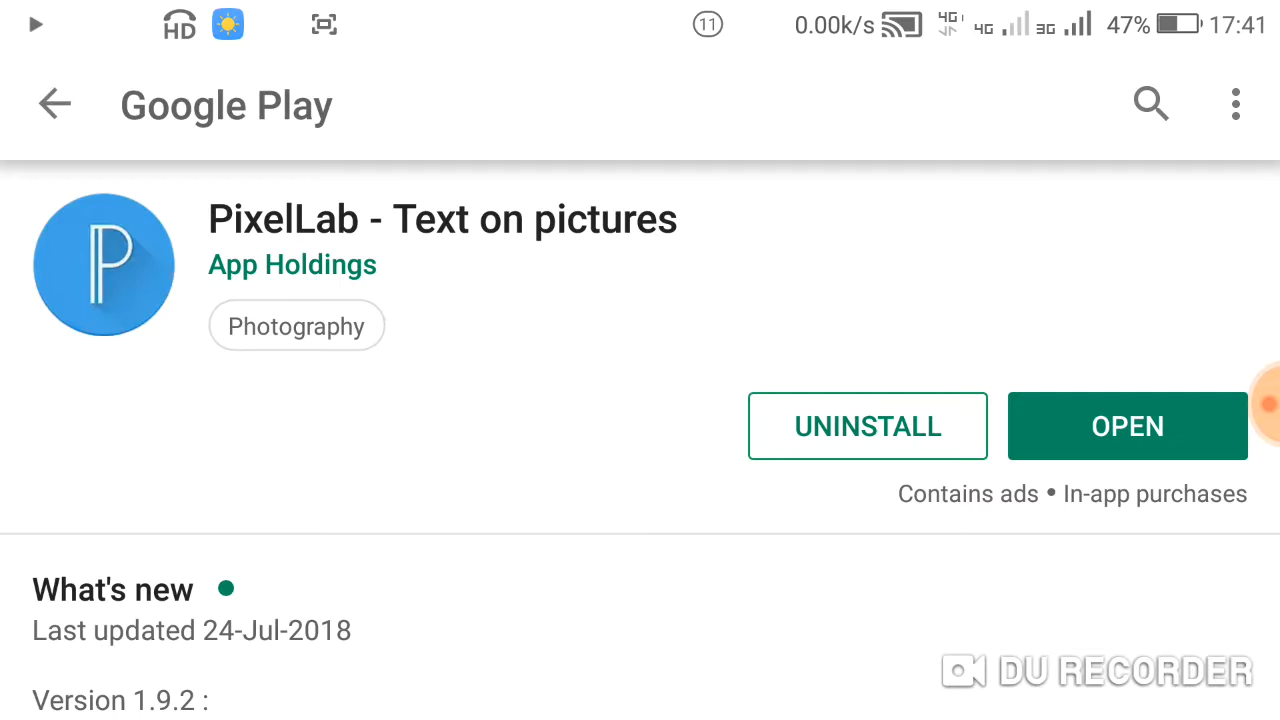 HD 11 0.00k/s 4G 4G 3G 47% 17:41
Google Play
PixelLab - Text on pictures
App Holdings
Photography
UNINSTALL OPEN
Contains ads • In-app purchases
What's new
Last updated 24-Jul-2018
DU RECORDER
Version 1.9.2 :